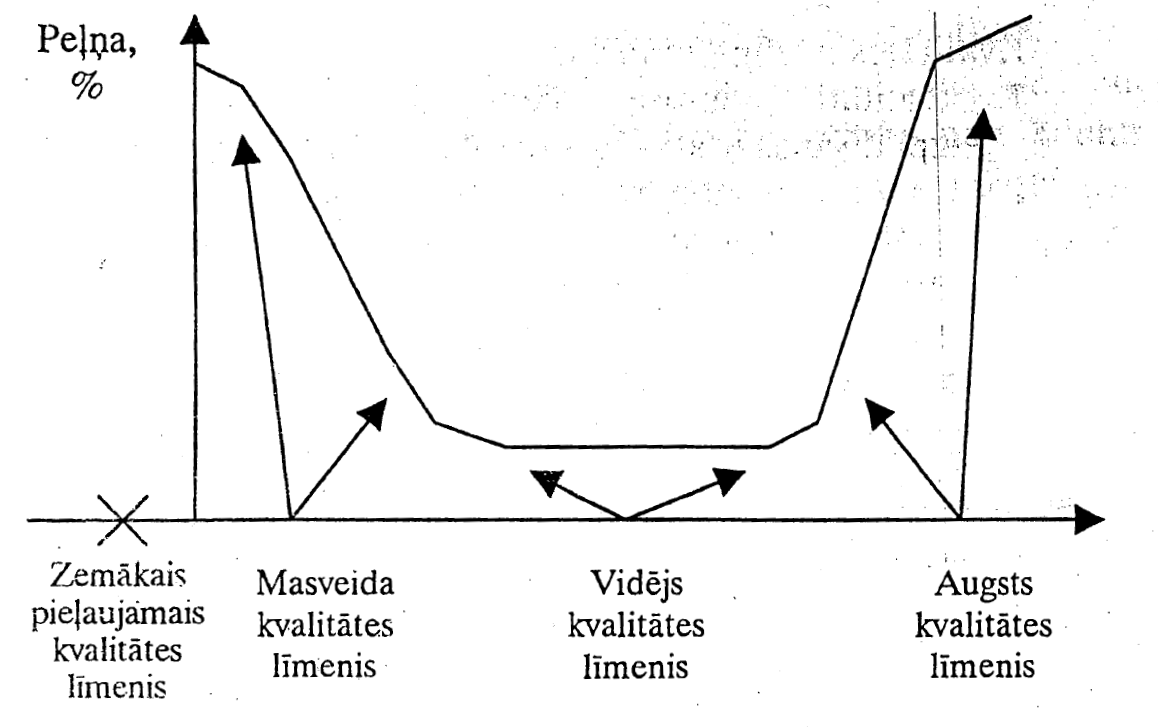 Peļņa,
%
Zemākais
pieļaujamais
kvalitātes
līmenis
Masveida
kvalitātes
līmenis
Vidējs
kvalitātes
līmenis
Augsts
kvalitātes
līmenis